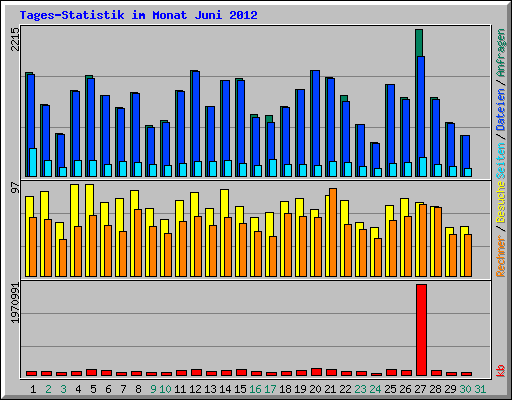 Tages-Statistik im Monat Juni 2012
2215
97
1970991
Rechner / Besuche Seiten / Dateien / Anfragen
kb
1 2 3 4 5 6 7 8 9 10 11 12 13 14 15 16 17 18 19 20 21 22 23 24 25 26 27 28 29 30 31